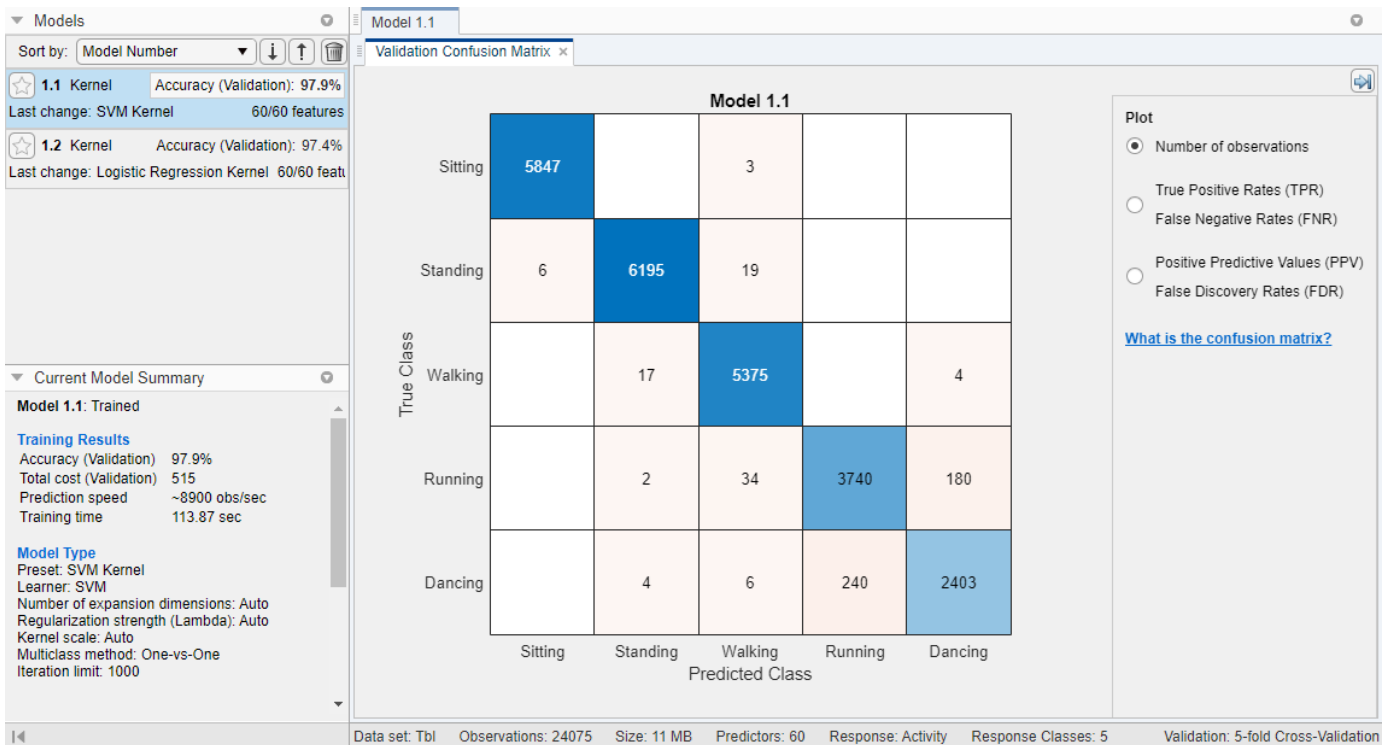 Models
Sort by: Model Number
1.1 Kernel Accuracy (Validation): 97.9%
Last change: SVM Kernel 60/60 features
1.2 Kernel Accuracy (Validation): 97.4%
Last change: Logistic Regression Kernel 60/60 featu
Current Model Summary
Model 1.1: Trained
Training Results
Accuracy (Validation) 97.9%
Total cost (Validation) 515
Prediction speed ~8900 obs/sec
Training time 113.87 sec
Model Type
Preset: SVM Kernel
Learner: SVM
Number of expansion dimensions: Auto
Regularization strength (Lambda): Auto
Kernel scale: Auto
Multiclass method: One-vs-One
Iteration limit: 1000
Model 1.1
Validation Confusion Matrix
Model 1.1
True Class
Sitting 5847 3
Standing 6 6195 19
Walking 17 5375 4
Running 2 34 3740 180
Dancing 4 6 240 2403
Sitting Standing Walking Running Dancing
Predicted Class
Plot
Number of observations
True Positive Rates (TPR)
False Negative Rates (FNR)
Positive Predictive Values (PPV)
False Discovery Rates (FDR)
What is the confusion matrix?
Data set: Tbl Observations: 24075 Size: 11 MB Predictors: 60 Response: Activity Response Classes: 5 Validation: 5-fold Cross-Validation